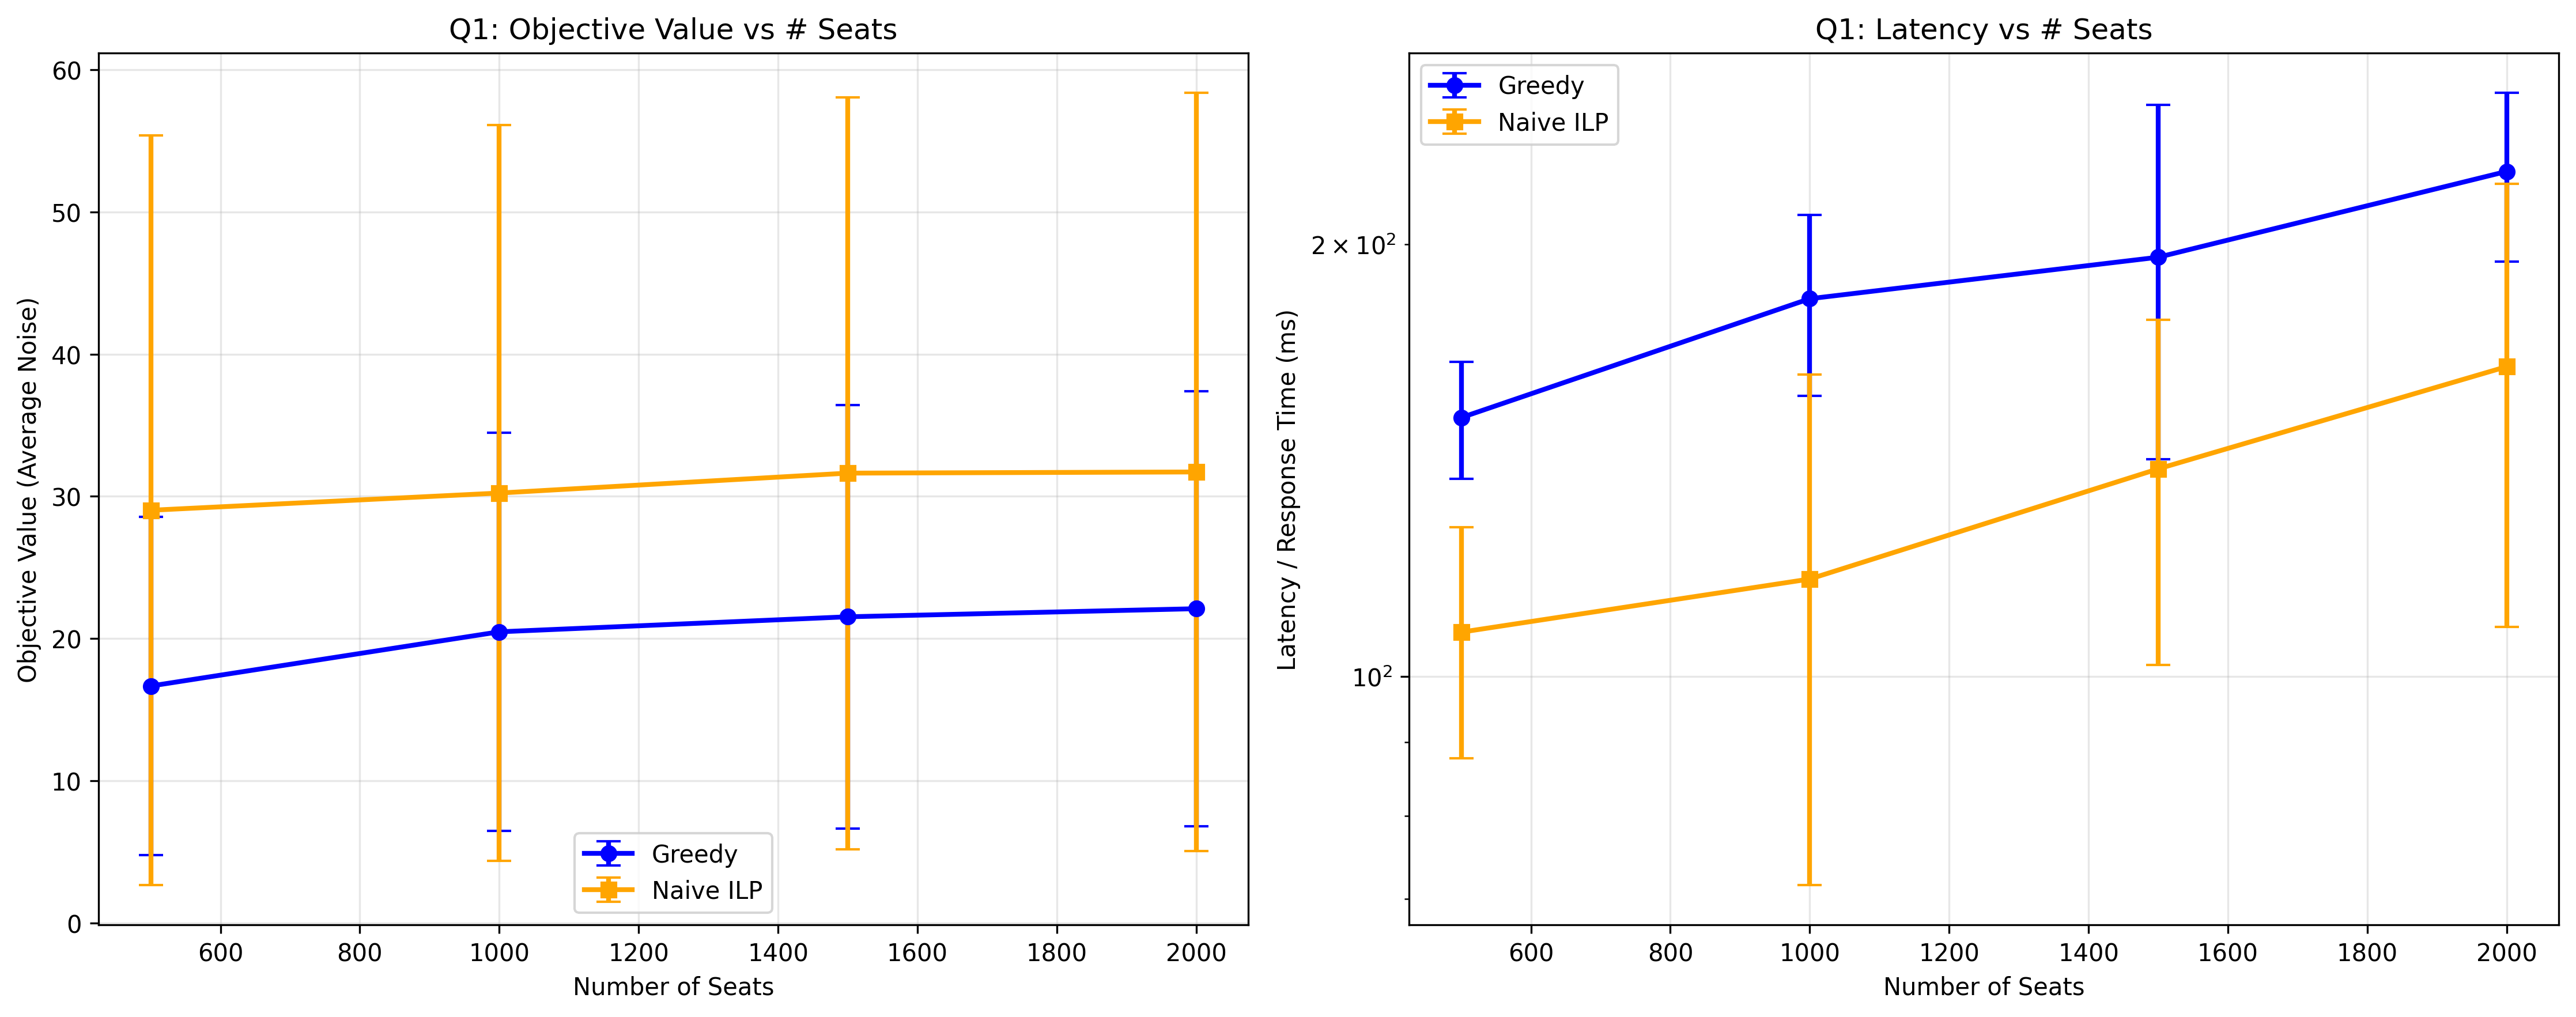 Q1: Objective Value vs # Seats
60
50
40
30
20
10
0
Objective Value (Average Noise)
Greedy
Naive ILP
600 800 1000 1200 1400 1600 1800 2000
Number of Seats
Q1: Latency vs # Seats
Greedy
Naive ILP
2 × 10²
10²
Latency / Response Time (ms)
600 800 1000 1200 1400 1600 1800 2000
Number of Seats